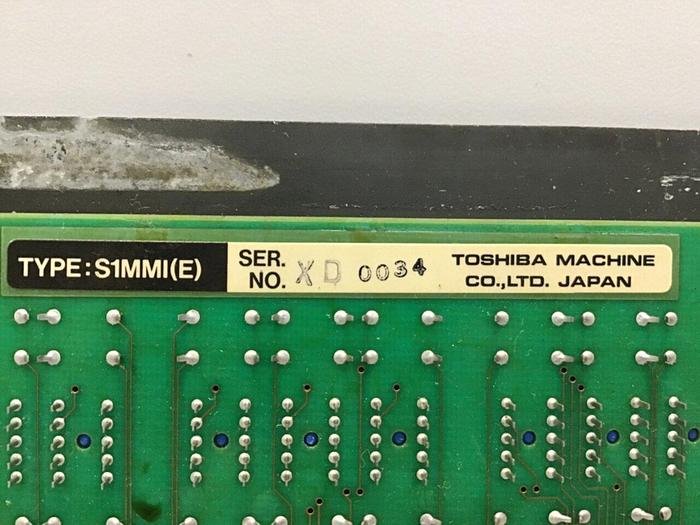 TYPE:S1MMI(E)
SER. NO. XD 0034
TOSHIBA MACHINE
CO.,LTD. JAPAN